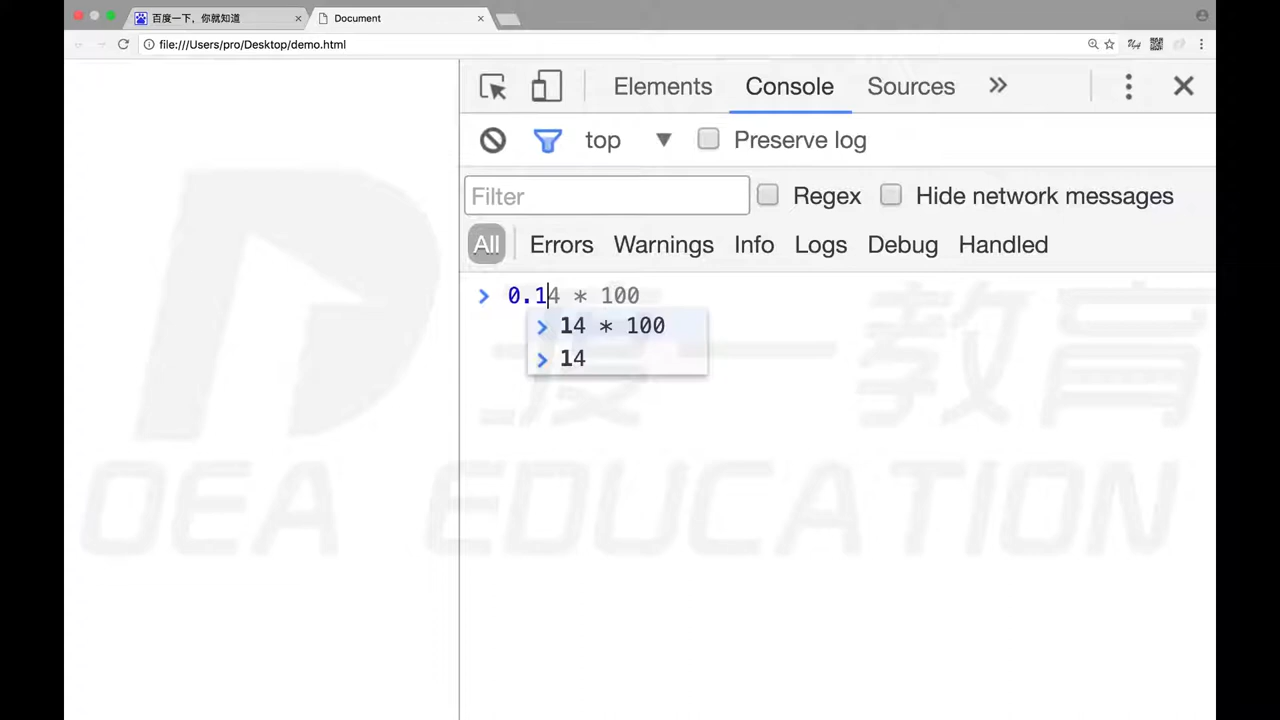 百度一下，你就知道
Document
file:///Users/pro/Desktop/demo.html
Elements
Console
Sources
top
Preserve log
Filter
Regex
Hide network messages
All
Errors
Warnings
Info
Logs
Debug
Handled
0.14 * 100
14 * 100
14
渡一教育
DEA EDUCATION